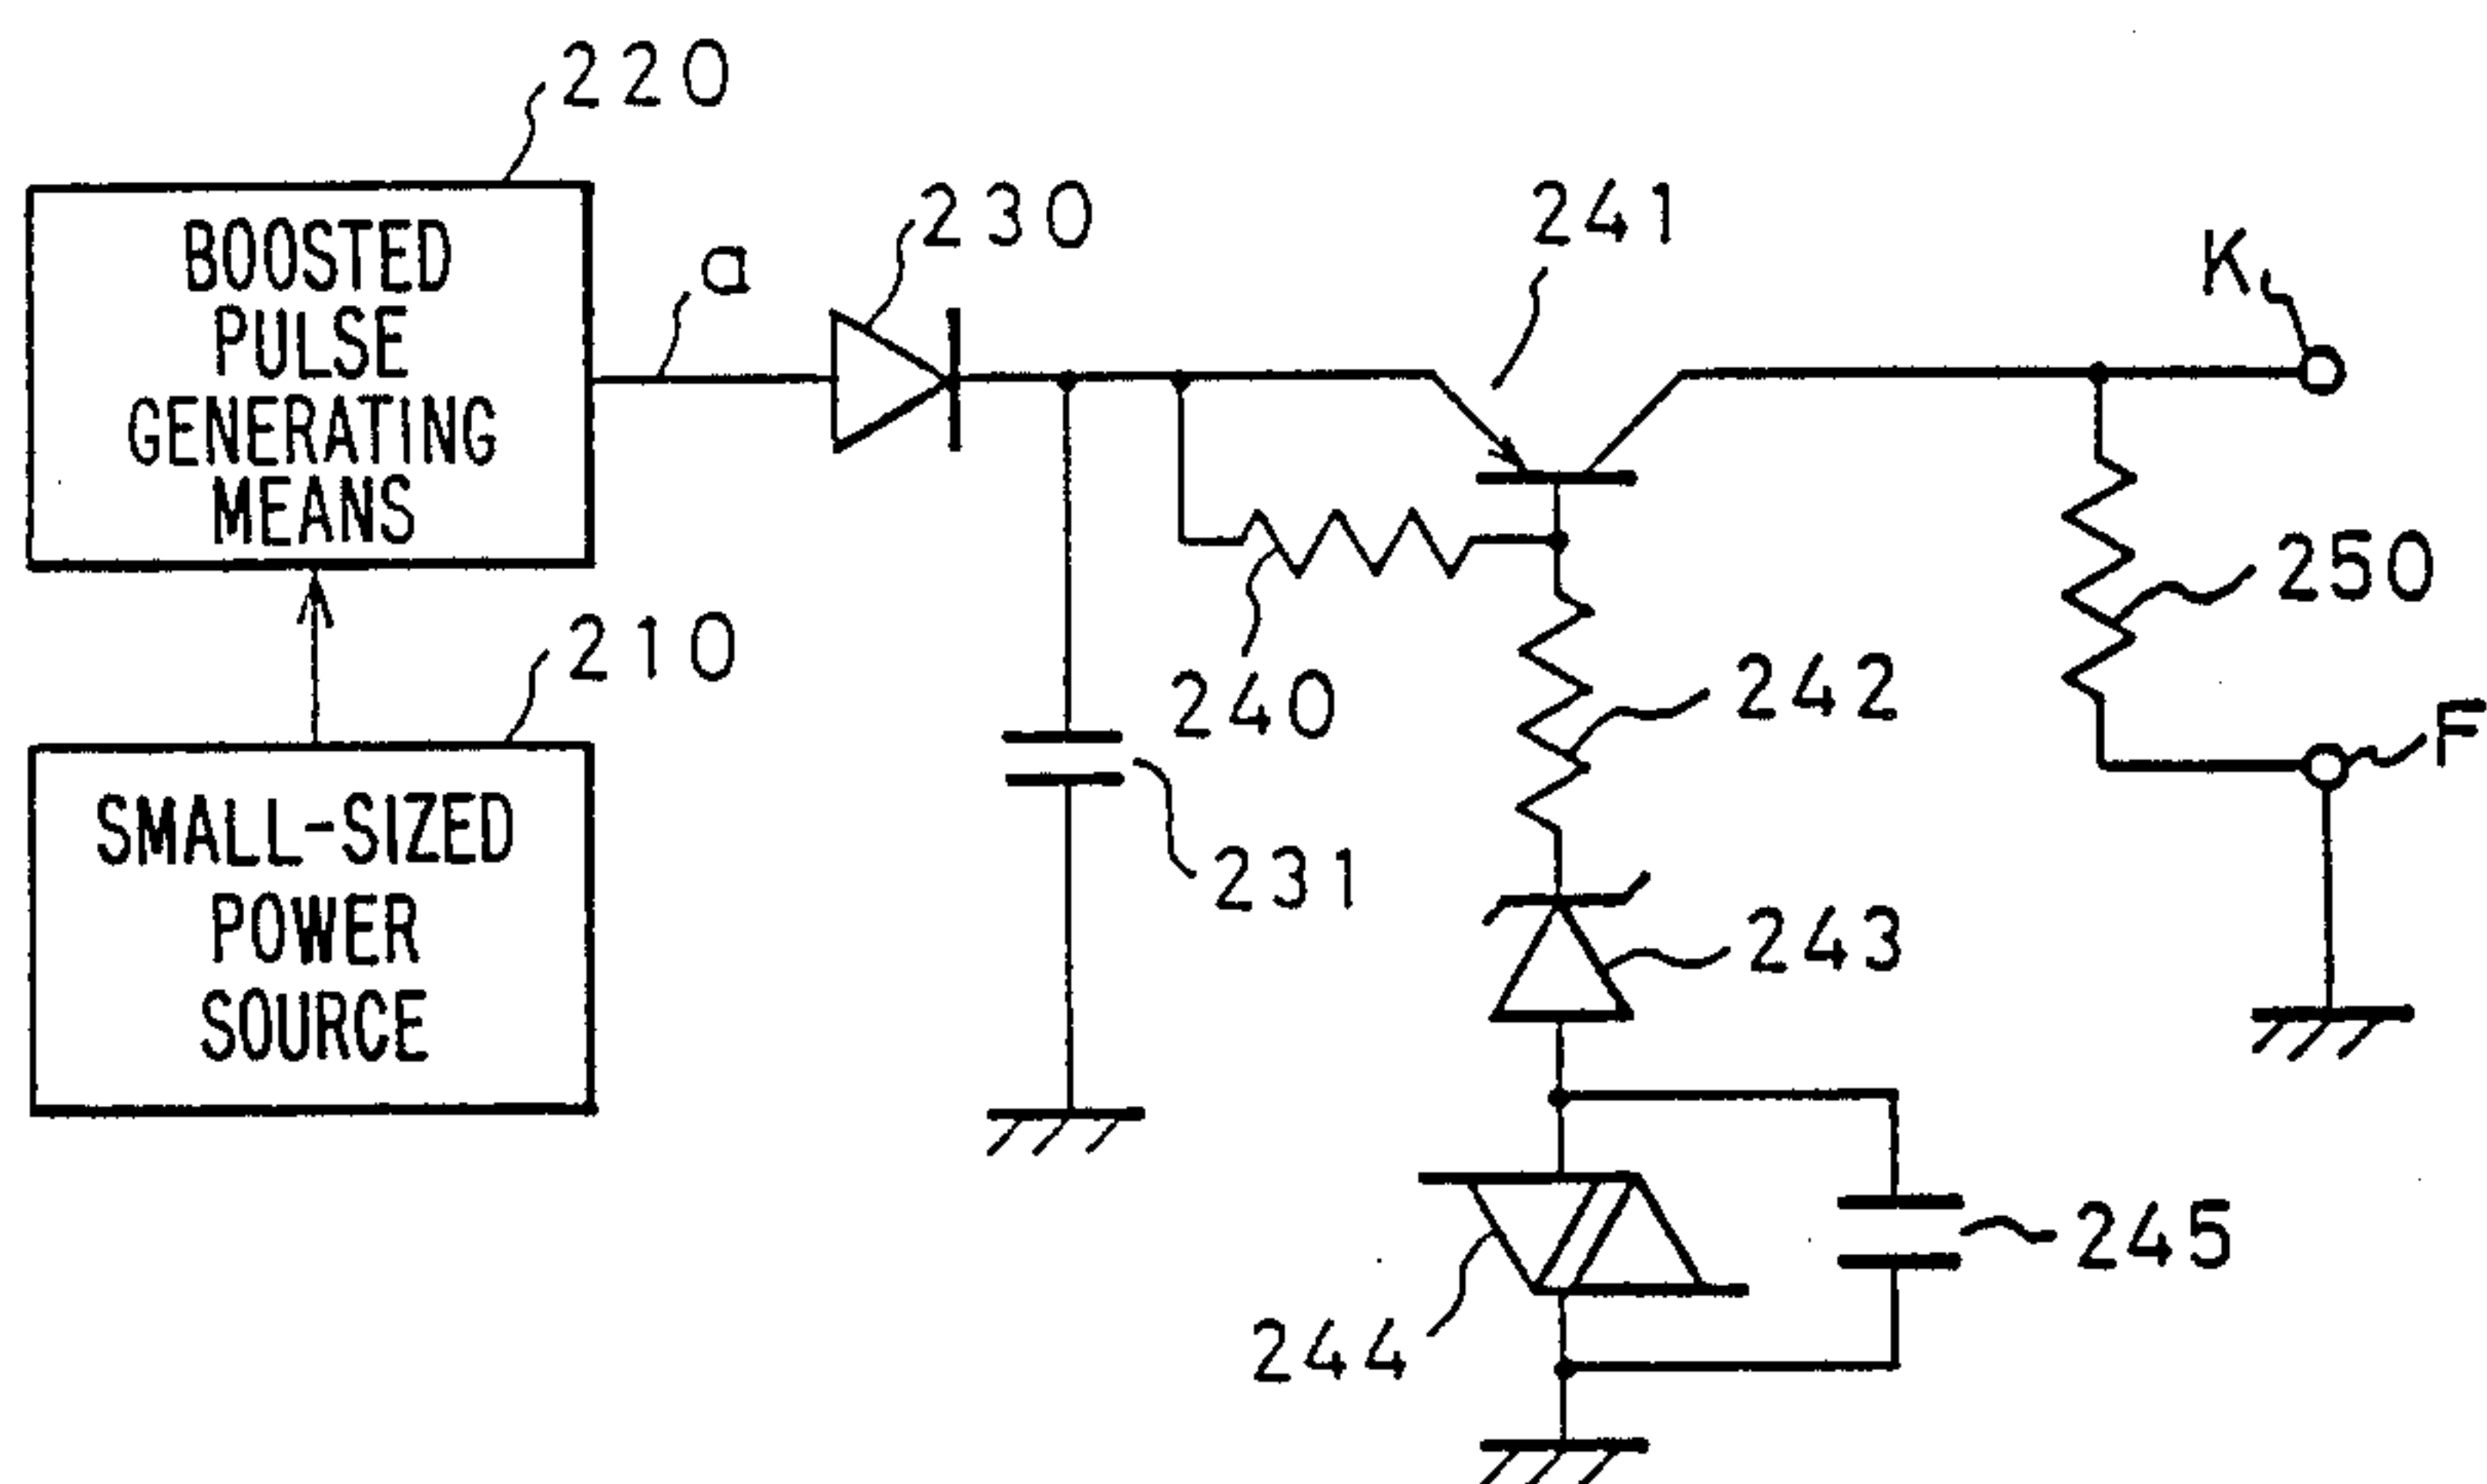 220
BOOSTED
PULSE
GENERATING
MEANS
a
230
241
K
250
210
SMALL-SIZED
POWER
SOURCE
240
242
F
231
243
245
244